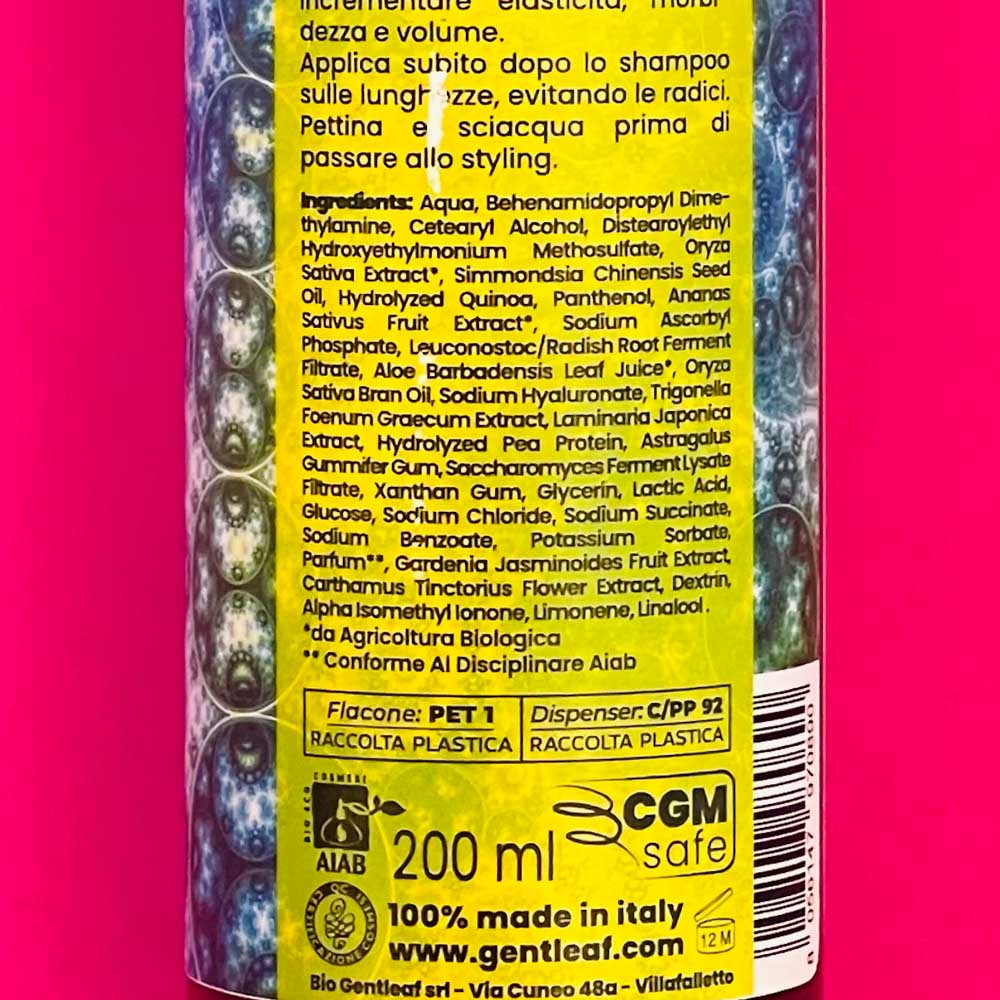 incrementare elasticità, morbi-
dezza e volume.
Applica subito dopo lo shampoo
sulle lunghezze, evitando le radici.
Pettina e sciacqua prima di
passare allo styling.
Ingredients: Aqua, Behenamidopropyl Dime-
thylamine, Cetearyl Alcohol, Distearoylethyl
Hydroxyethylmonium Methosulfate, Oryza
Sativa Extract*, Simmondsia Chinensis Seed
Oil, Hydrolyzed Quinoa, Panthenol, Ananas
Sativus Fruit Extract*, Sodium Ascorbyl
Phosphate, Leuconostoc/Radish Root Ferment
Filtrate, Aloe Barbadensis Leaf Juice*, Oryza
Sativa Bran Oil, Sodium Hyaluronate, Trigonella
Foenum Graecum Extract, Laminaria Japonica
Extract, Hydrolyzed Pea Protein, Astragalus
Gummifer Gum, Saccharomyces Ferment Lysate
Filtrate, Xanthan Gum, Glycerin, Lactic Acid,
Glucose, Sodium Chloride, Sodium Succinate,
Sodium Benzoate, Potassium Sorbate,
Parfum**, Gardenia Jasminoides Fruit Extract,
Carthamus Tinctorius Flower Extract, Dextrin,
Alpha Isomethyl Ionone, Limonene, Linalool.
*da Agricoltura Biologica
** Conforme Al Disciplinare Aiab
Flacone: PET 1
RACCOLTA PLASTICA
Dispenser: C/PP 92
RACCOLTA PLASTICA
BIO ECO COSMESI
AIAB
200 ml
CGM
safe
QC
CERTIFICAZIONE COSMESI
100% made in italy
www.gentleaf.com
12 M
Bio Gentleaf srl - Via Cuneo 48a - Villafalletto
8 056147 970890